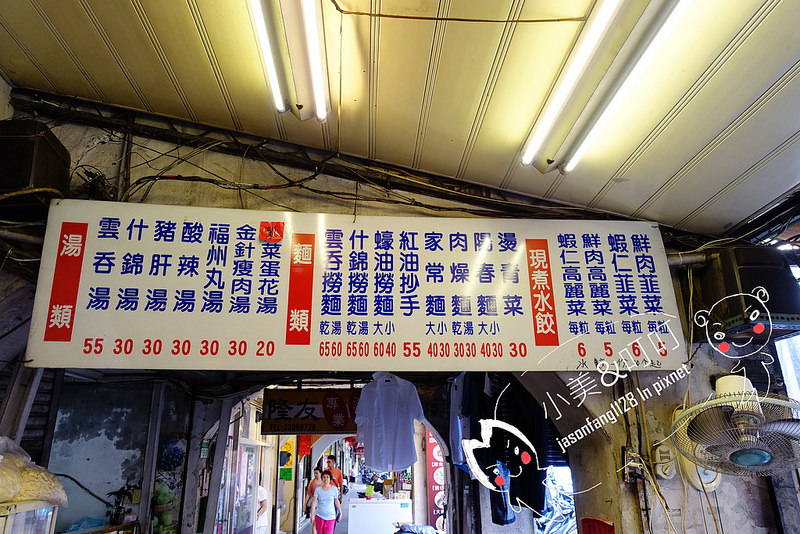 湯類
雲吞湯 55
什錦湯 30
豬肝湯 30
酸辣湯 30
福州丸湯 30
金針瘦肉湯 30
菜蛋花湯 20
麵類
雲吞撈麵 乾湯 65 60
什錦撈麵 乾湯 65 60
蠔油撈麵 大小 60 40
紅油抄手 55
家常麵 大小 40 30
肉燥麵 乾湯 30 30
陽春麵 大小 40 30
燙青菜 30
現煮水餃
蝦仁高麗菜 每粒 6
鮮肉高麗菜 每粒 5
蝦仁韭菜 每粒 6
鮮肉韭菜 每粒 5
隆友 專業
小美&叮叮
jasonfang1128 in pixnet